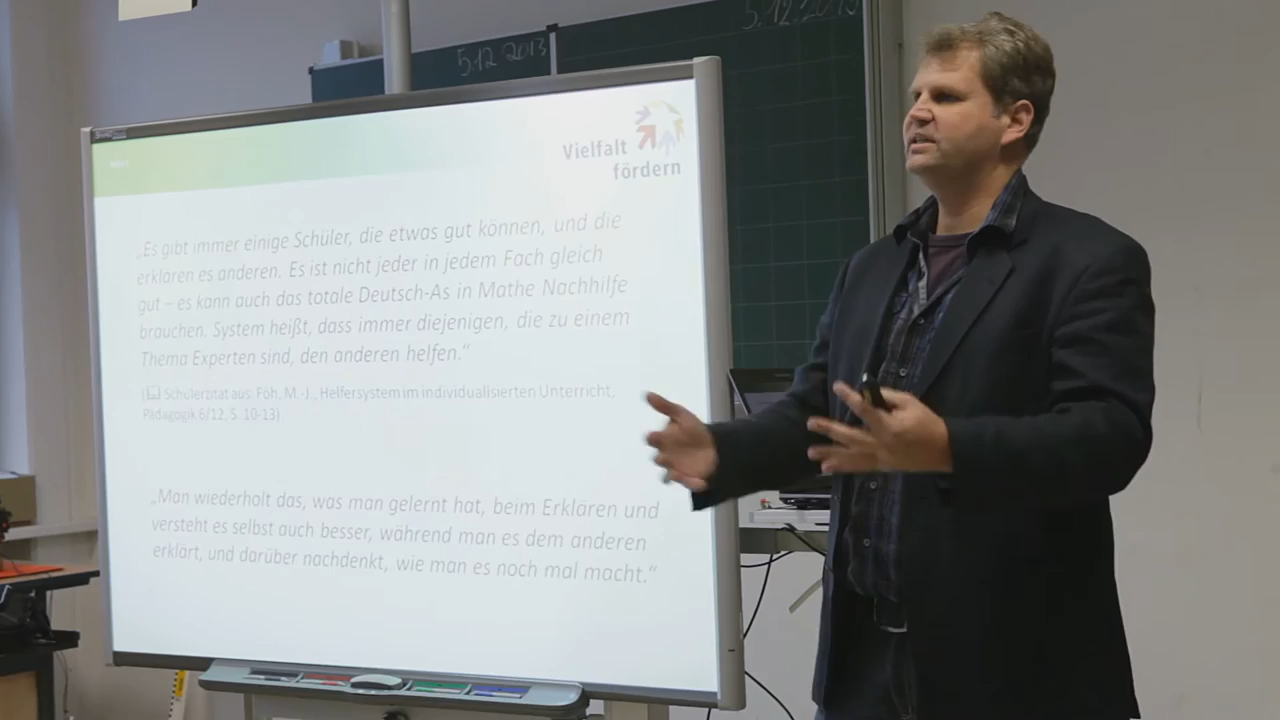 5.12 2013
5.12.2013
Vielfalt
fördern
„Es gibt immer einige Schüler, die etwas gut können, und die
erklären es anderen. Es ist nicht jeder in jedem Fach gleich
gut – es kann auch das totale Deutsch-As in Mathe Nachhilfe
brauchen. System heißt, dass immer diejenigen, die zu einem
Thema Experten sind, den anderen helfen.“
Schülerzitat aus: Föh, M.-J., Helfersystem im individualisierten Unterricht,
Pädagogik 6/12, S. 10-13)
„Man wiederholt das, was man gelernt hat, beim Erklären und
versteht es selbst auch besser, während man es dem anderen
erklärt, und darüber nachdenkt, wie man es noch mal macht.“